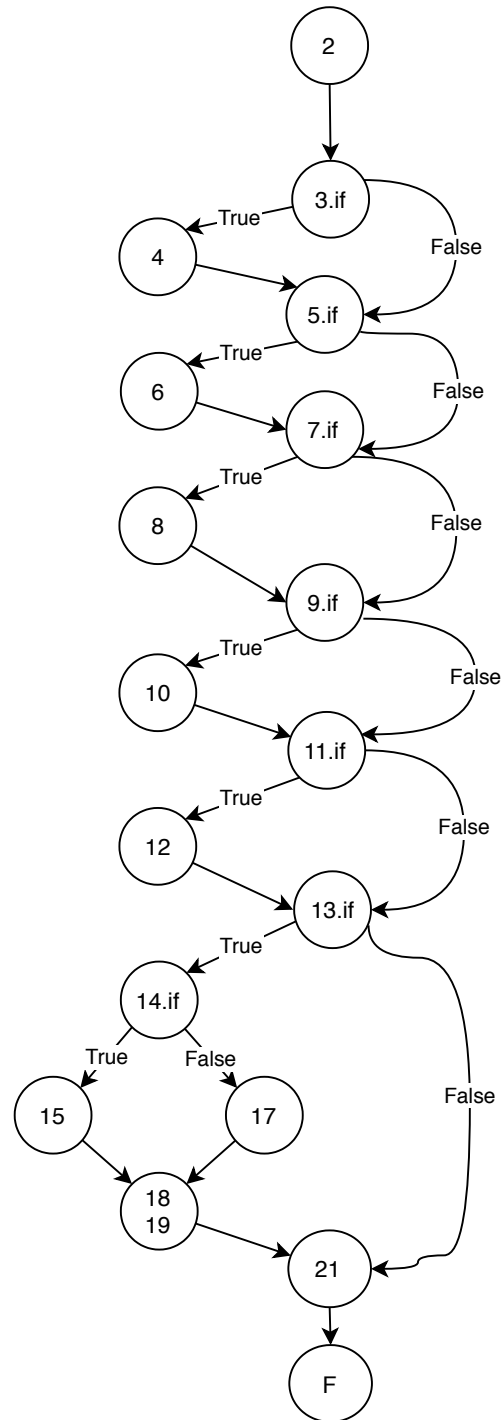 2
3.if
True
False
4
5.if
True
False
6
7.if
True
False
8
9.if
True
False
10
11.if
True
False
12
13.if
True
14.if
True
False
False
15
17
18
19
21
F